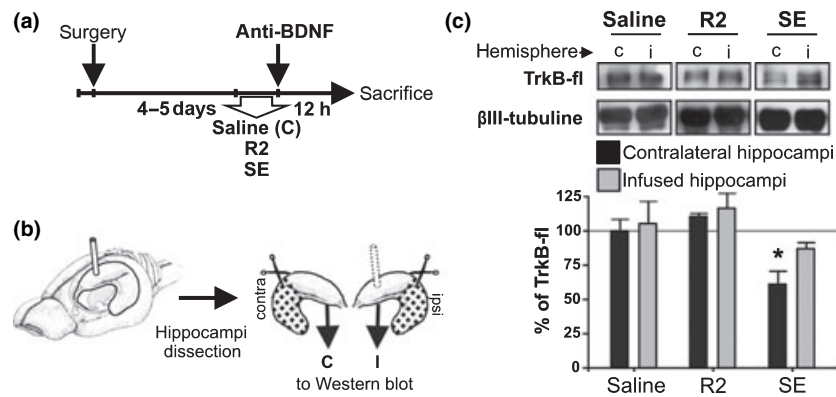 (a)
Surgery
Anti-BDNF
Sacrifice
4–5 days
12 h
Saline (C)
R2
SE
(b)
Hippocampi
dissection
contra
ipsi
C
I
to Western blot
(c)
Saline R2 SE
Hemisphere c i c i c i
TrkB-fl
βIII-tubuline
Contralateral hippocampi
Infused hippocampi
% of TrkB-fl
125
100
75
50
25
0
*
Saline R2 SE